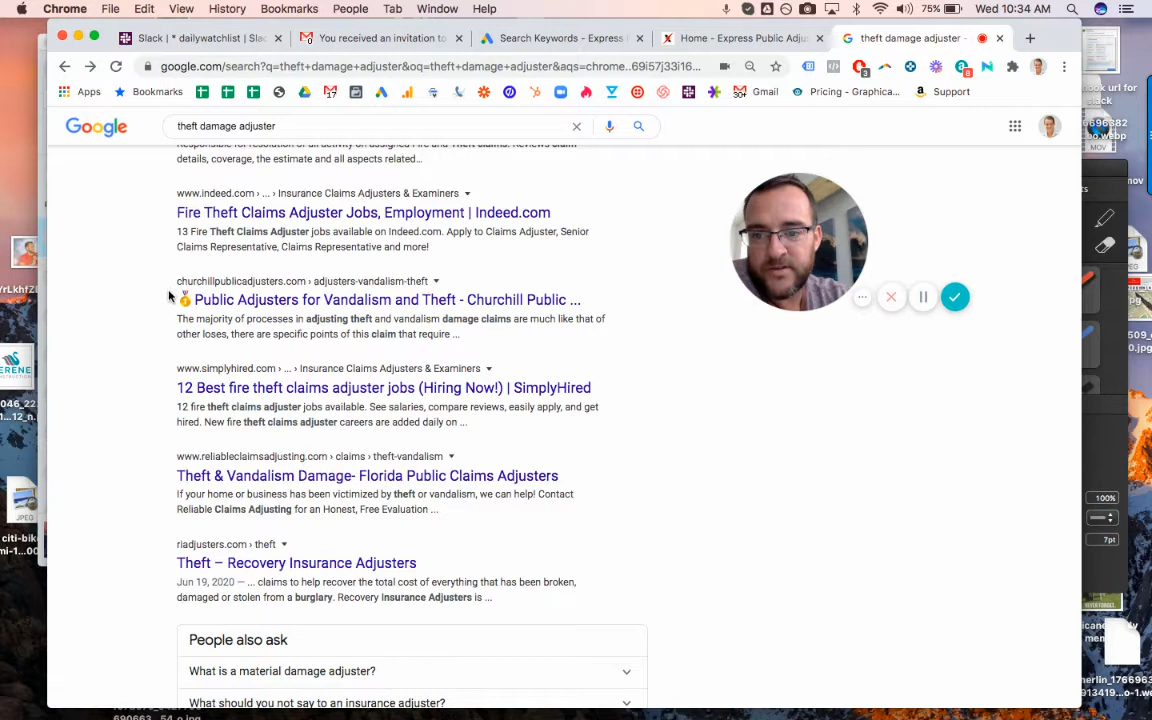 Chrome File Edit View History Bookmarks People Tab Window Help 75% Wed 10:34 AM
Slack | * dailywatchlist | Slac
You received an invitation to
Search Keywords - Express
Home - Express Public Adju
theft damage adjuster -
google.com/search?q=theft+damage+adjuster&oq=theft+damage+adjuster&aqs=chrome..69i57j33i16...
Apps Bookmarks 17 30+ Gmail Pricing - Graphica... Support
Google theft damage adjuster
details, coverage, the estimate and all aspects related...
www.indeed.com › ... › Insurance Claims Adjusters & Examiners
Fire Theft Claims Adjuster Jobs, Employment | Indeed.com
13 Fire Theft Claims Adjuster jobs available on Indeed.com. Apply to Claims Adjuster, Senior
Claims Representative, Claims Representative and more!
churchillpublicadjusters.com › adjusters-vandalism-theft
🥇 Public Adjusters for Vandalism and Theft - Churchill Public ...
The majority of processes in adjusting theft and vandalism damage claims are much like that of
other loses, there are specific points of this claim that require ...
www.simplyhired.com › ... › Insurance Claims Adjusters & Examiners
12 Best fire theft claims adjuster jobs (Hiring Now!) | SimplyHired
12 fire theft claims adjuster jobs available. See salaries, compare reviews, easily apply, and get
hired. New fire theft claims adjuster careers are added daily on ...
www.reliableclaimsadjusting.com › claims › theft-vandalism
Theft & Vandalism Damage- Florida Public Claims Adjusters
If your home or business has been victimized by theft or vandalism, we can help! Contact
Reliable Claims Adjusting for an Honest, Free Evaluation ...
riadjusters.com › theft
Theft – Recovery Insurance Adjusters
Jun 19, 2020 — ... claims to help recover the total cost of everything that has been broken,
damaged or stolen from a burglary. Recovery Insurance Adjusters is ...
People also ask
What is a material damage adjuster?
What should you not say to an insurance adjuster?
100%
7pt
JPEG
MOV